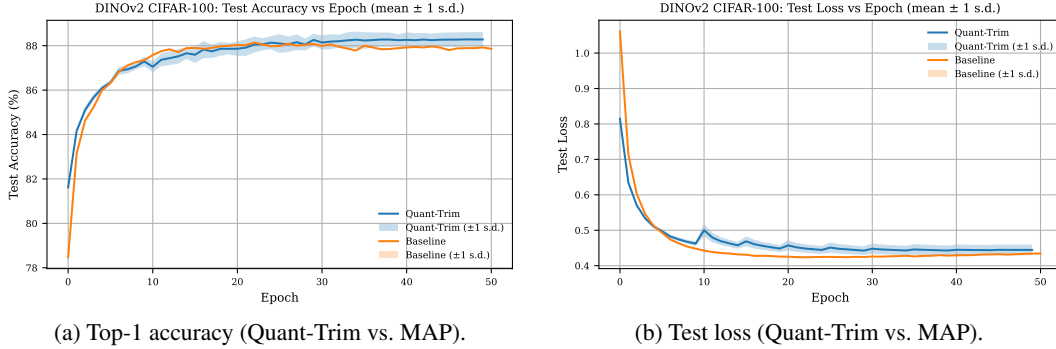 DINOv2 CIFAR-100: Test Accuracy vs Epoch (mean ± 1 s.d.)
88
86
84
82
80
78
Test Accuracy (%)
0
10
20
30
40
50
Epoch
Quant-Trim
Quant-Trim (±1 s.d.)
Baseline
Baseline (±1 s.d.)
(a) Top-1 accuracy (Quant-Trim vs. MAP).
DINOv2 CIFAR-100: Test Loss vs Epoch (mean ± 1 s.d.)
1.0
0.9
0.8
0.7
0.6
0.5
0.4
Test Loss
0
10
20
30
40
50
Epoch
Quant-Trim
Quant-Trim (±1 s.d.)
Baseline
Baseline (±1 s.d.)
(b) Test loss (Quant-Trim vs. MAP).